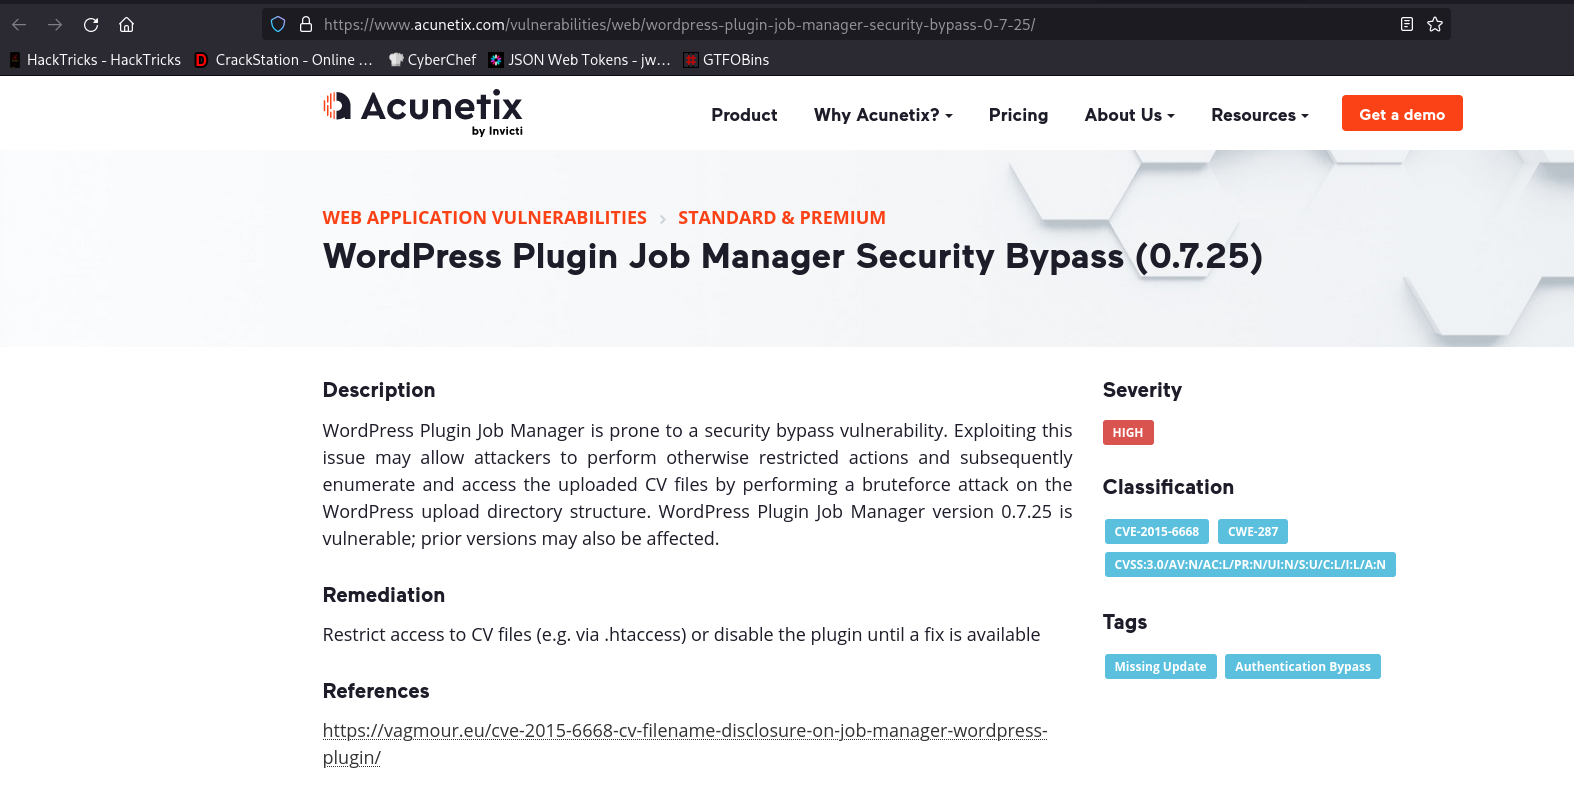 https://www.acunetix.com/vulnerabilities/web/wordpress-plugin-job-manager-security-bypass-0-7-25/
HackTricks - HackTricks CrackStation - Online ... CyberChef JSON Web Tokens - jw... GTFOBins
Acunetix
by Invicti
Product Why Acunetix? Pricing About Us Resources Get a demo
WEB APPLICATION VULNERABILITIES › STANDARD & PREMIUM
WordPress Plugin Job Manager Security Bypass (0.7.25)
Description
WordPress Plugin Job Manager is prone to a security bypass vulnerability. Exploiting this
issue may allow attackers to perform otherwise restricted actions and subsequently
enumerate and access the uploaded CV files by performing a bruteforce attack on the
WordPress upload directory structure. WordPress Plugin Job Manager version 0.7.25 is
vulnerable; prior versions may also be affected.
Remediation
Restrict access to CV files (e.g. via .htaccess) or disable the plugin until a fix is available
References
https://vagmour.eu/cve-2015-6668-cv-filename-disclosure-on-job-manager-wordpress-
plugin/
Severity
HIGH
Classification
CVE-2015-6668 CWE-287
CVSS:3.0/AV:N/AC:L/PR:N/UI:N/S:U/C:L/I:L/A:N
Tags
Missing Update Authentication Bypass